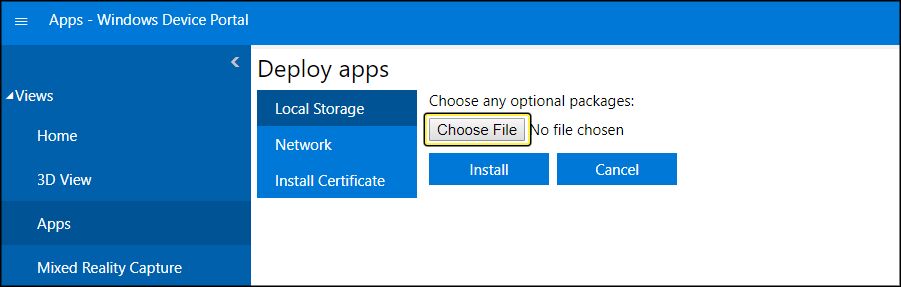 Apps - Windows Device Portal
Views
Home
3D View
Apps
Mixed Reality Capture
Deploy apps
Local Storage
Network
Install Certificate
Choose any optional packages:
Choose File No file chosen
Install Cancel